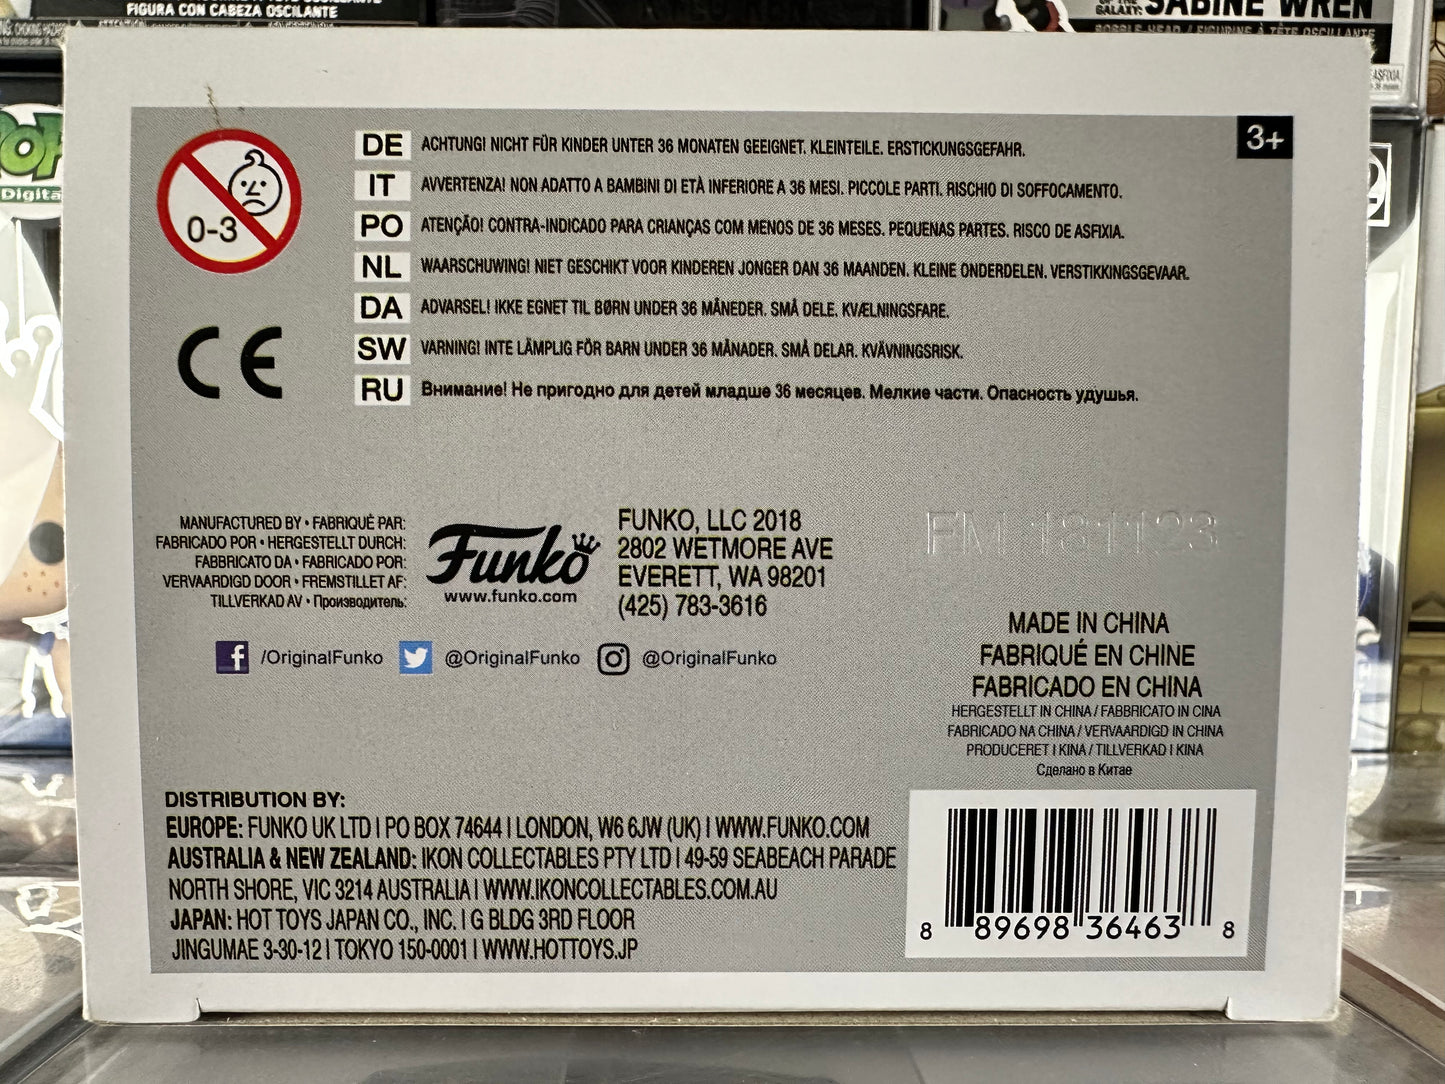 FIGURA CON CABEZA OSCILANTE
GALAXY: SABINE WREN
Digital
0-3
3+
DE ACHTUNG! NICHT FÜR KINDER UNTER 36 MONATEN GEEIGNET. KLEINTEILE. ERSTICKUNGSGEFAHR.
IT AVVERTENZA! NON ADATTO A BAMBINI DI ETÀ INFERIORE A 36 MESI. PICCOLE PARTI. RISCHIO DI SOFFOCAMENTO.
PO ATENÇÃO! CONTRA-INDICADO PARA CRIANÇAS COM MENOS DE 36 MESES. PEQUENAS PARTES. RISCO DE ASFIXIA.
NL WAARSCHUWING! NIET GESCHIKT VOOR KINDEREN JONGER DAN 36 MAANDEN. KLEINE ONDERDELEN. VERSTIKKINGSGEVAAR.
DA ADVARSEL! IKKE EGNET TIL BØRN UNDER 36 MÅNEDER. SMÅ DELE. KVÆLNINGSFARE.
SW VARNING! INTE LÄMPLIG FÖR BARN UNDER 36 MÅNADER. SMÅ DELAR. KVÄVNINGSRISK.
RU Внимание! Не пригодно для детей младше 36 месяцев. Мелкие части. Опасность удушья.
CE
MANUFACTURED BY • FABRIQUÉ PAR:
FABRICADO POR • HERGESTELLT DURCH:
FABBRICATO DA • FABRICADO POR:
VERVAARDIGD DOOR • FREMSTILLET AF:
TILLVERKAD AV • Производитель:
Funko
www.funko.com
FUNKO, LLC 2018
2802 WETMORE AVE
EVERETT, WA 98201
(425) 783-3616
/OriginalFunko @OriginalFunko @OriginalFunko
FM 181123
MADE IN CHINA
FABRIQUÉ EN CHINE
FABRICADO EN CHINA
HERGESTELLT IN CHINA / FABBRICATO IN CINA
FABRICADO NA CHINA / VERVAARDIGD IN CHINA
PRODUCERET I KINA / TILLVERKAD I KINA
Сделано в Китае
DISTRIBUTION BY:
EUROPE: FUNKO UK LTD | PO BOX 74644 | LONDON, W6 6JW (UK) | WWW.FUNKO.COM
AUSTRALIA & NEW ZEALAND: IKON COLLECTABLES PTY LTD | 49-59 SEABEACH PARADE
NORTH SHORE, VIC 3214 AUSTRALIA | WWW.IKONCOLLECTABLES.COM.AU
JAPAN: HOT TOYS JAPAN CO., INC. | G BLDG 3RD FLOOR
JINGUMAE 3-30-12 | TOKYO 150-0001 | WWW.HOTTOYS.JP
8 89698 36463 8